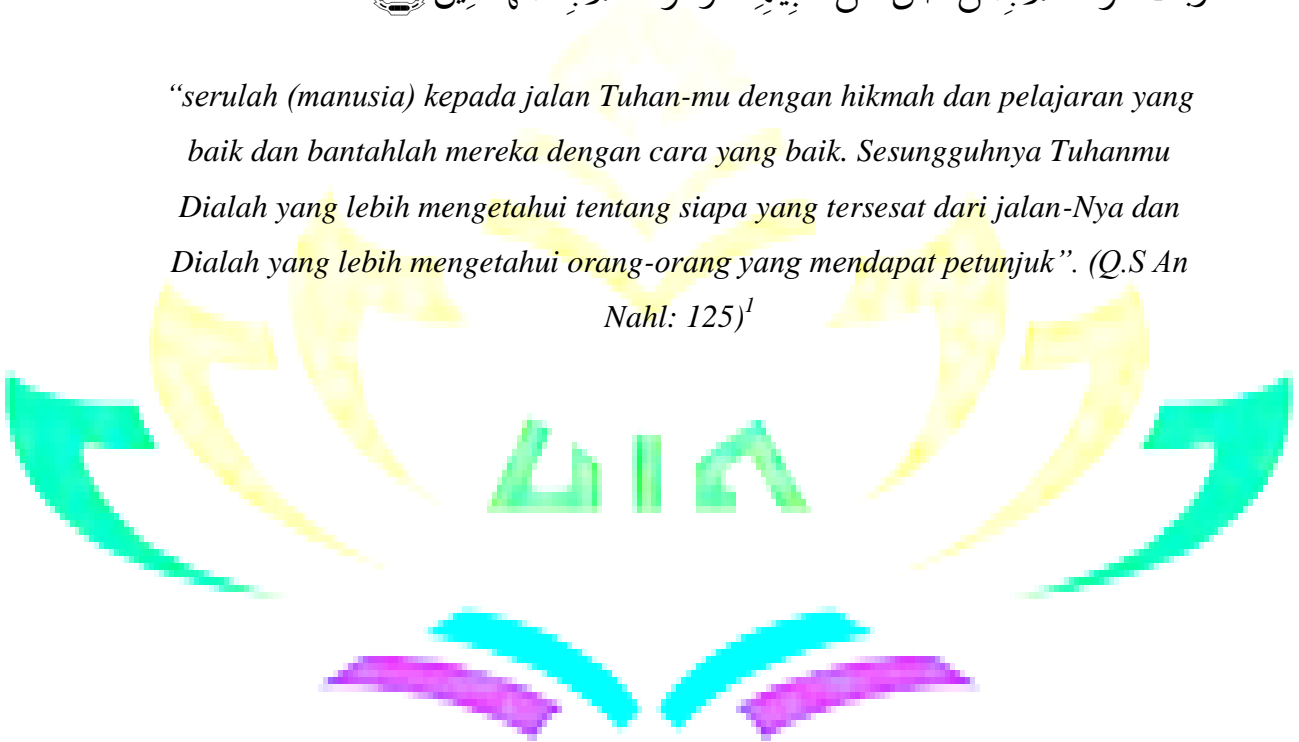 “serulah (manusia) kepada jalan Tuhan-mu dengan hikmah dan pelajaran yang
baik dan bantahlah mereka dengan cara yang baik. Sesungguhnya Tuhanmu
Dialah yang lebih mengetahui tentang siapa yang tersesat dari jalan-Nya dan
Dialah yang lebih mengetahui orang-orang yang mendapat petunjuk”. (Q.S An
Nahl: 125)¹